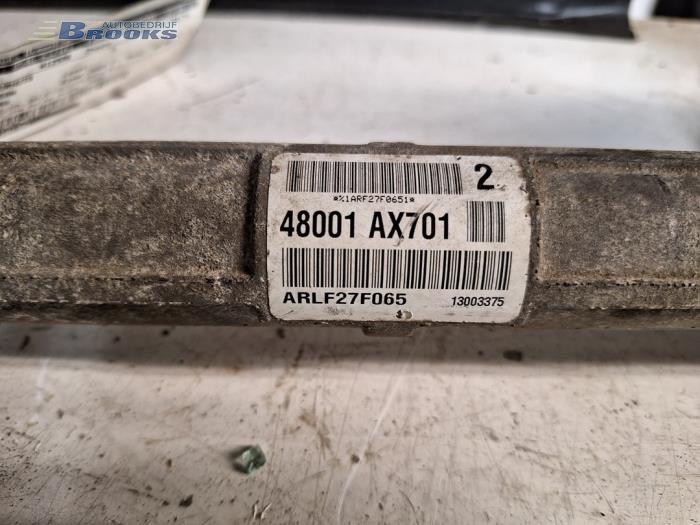 AUTOBEDRIJF
BROOKS
2
*%1ARF27F0651*
48001 AX701
ARLF27F065
13003375